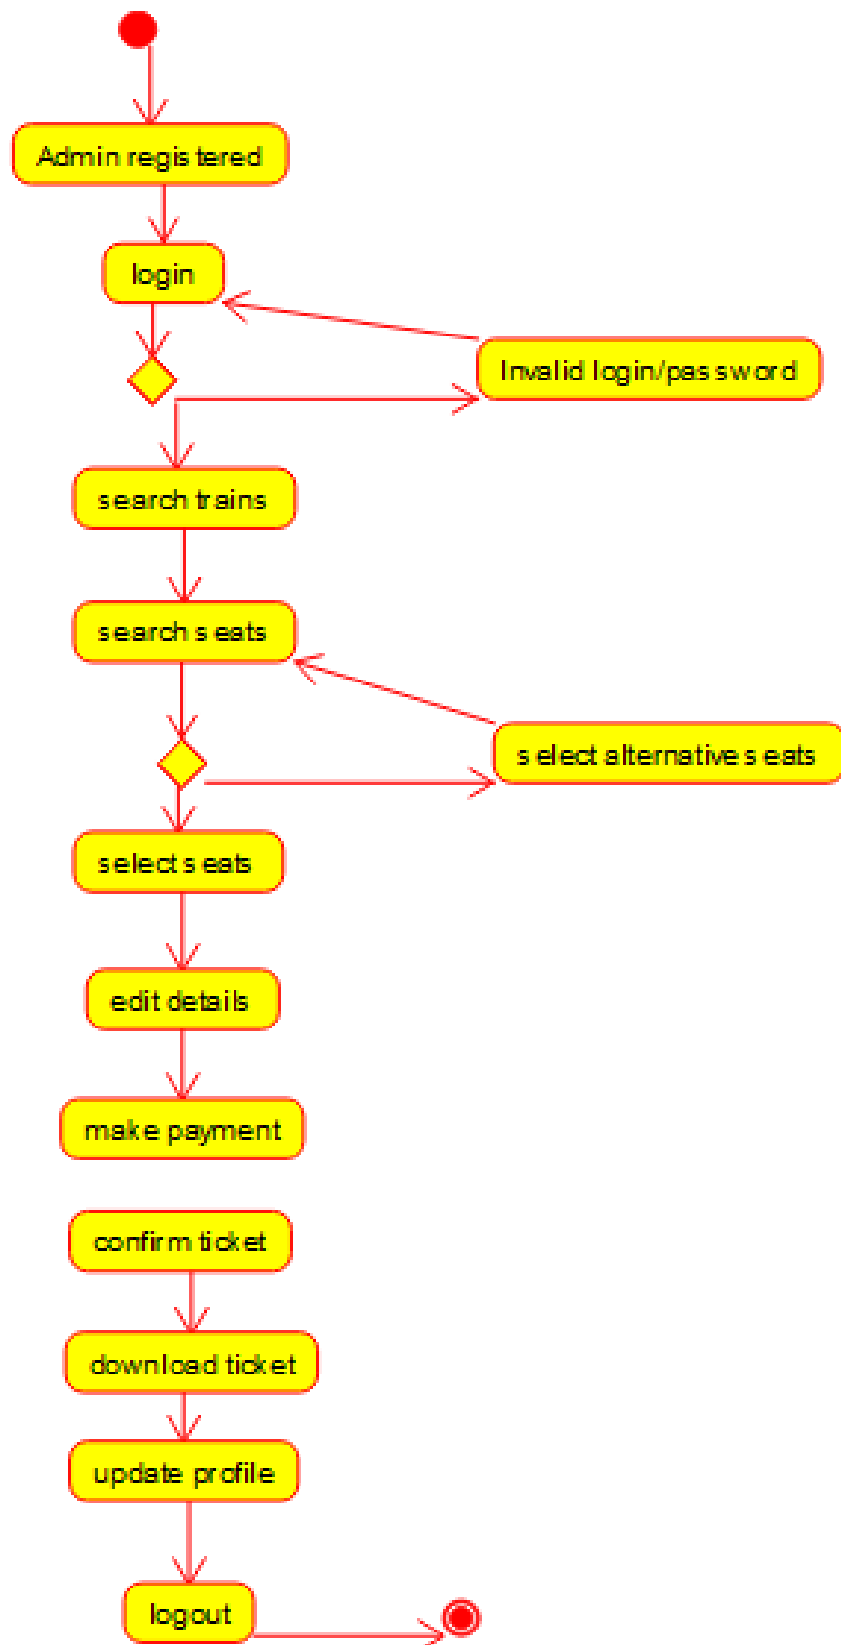 Admin registered
login
Invalid login/password
search trains
search seats
select alternative seats
select seats
edit details
make payment
confirm ticket
download ticket
update profile
logout